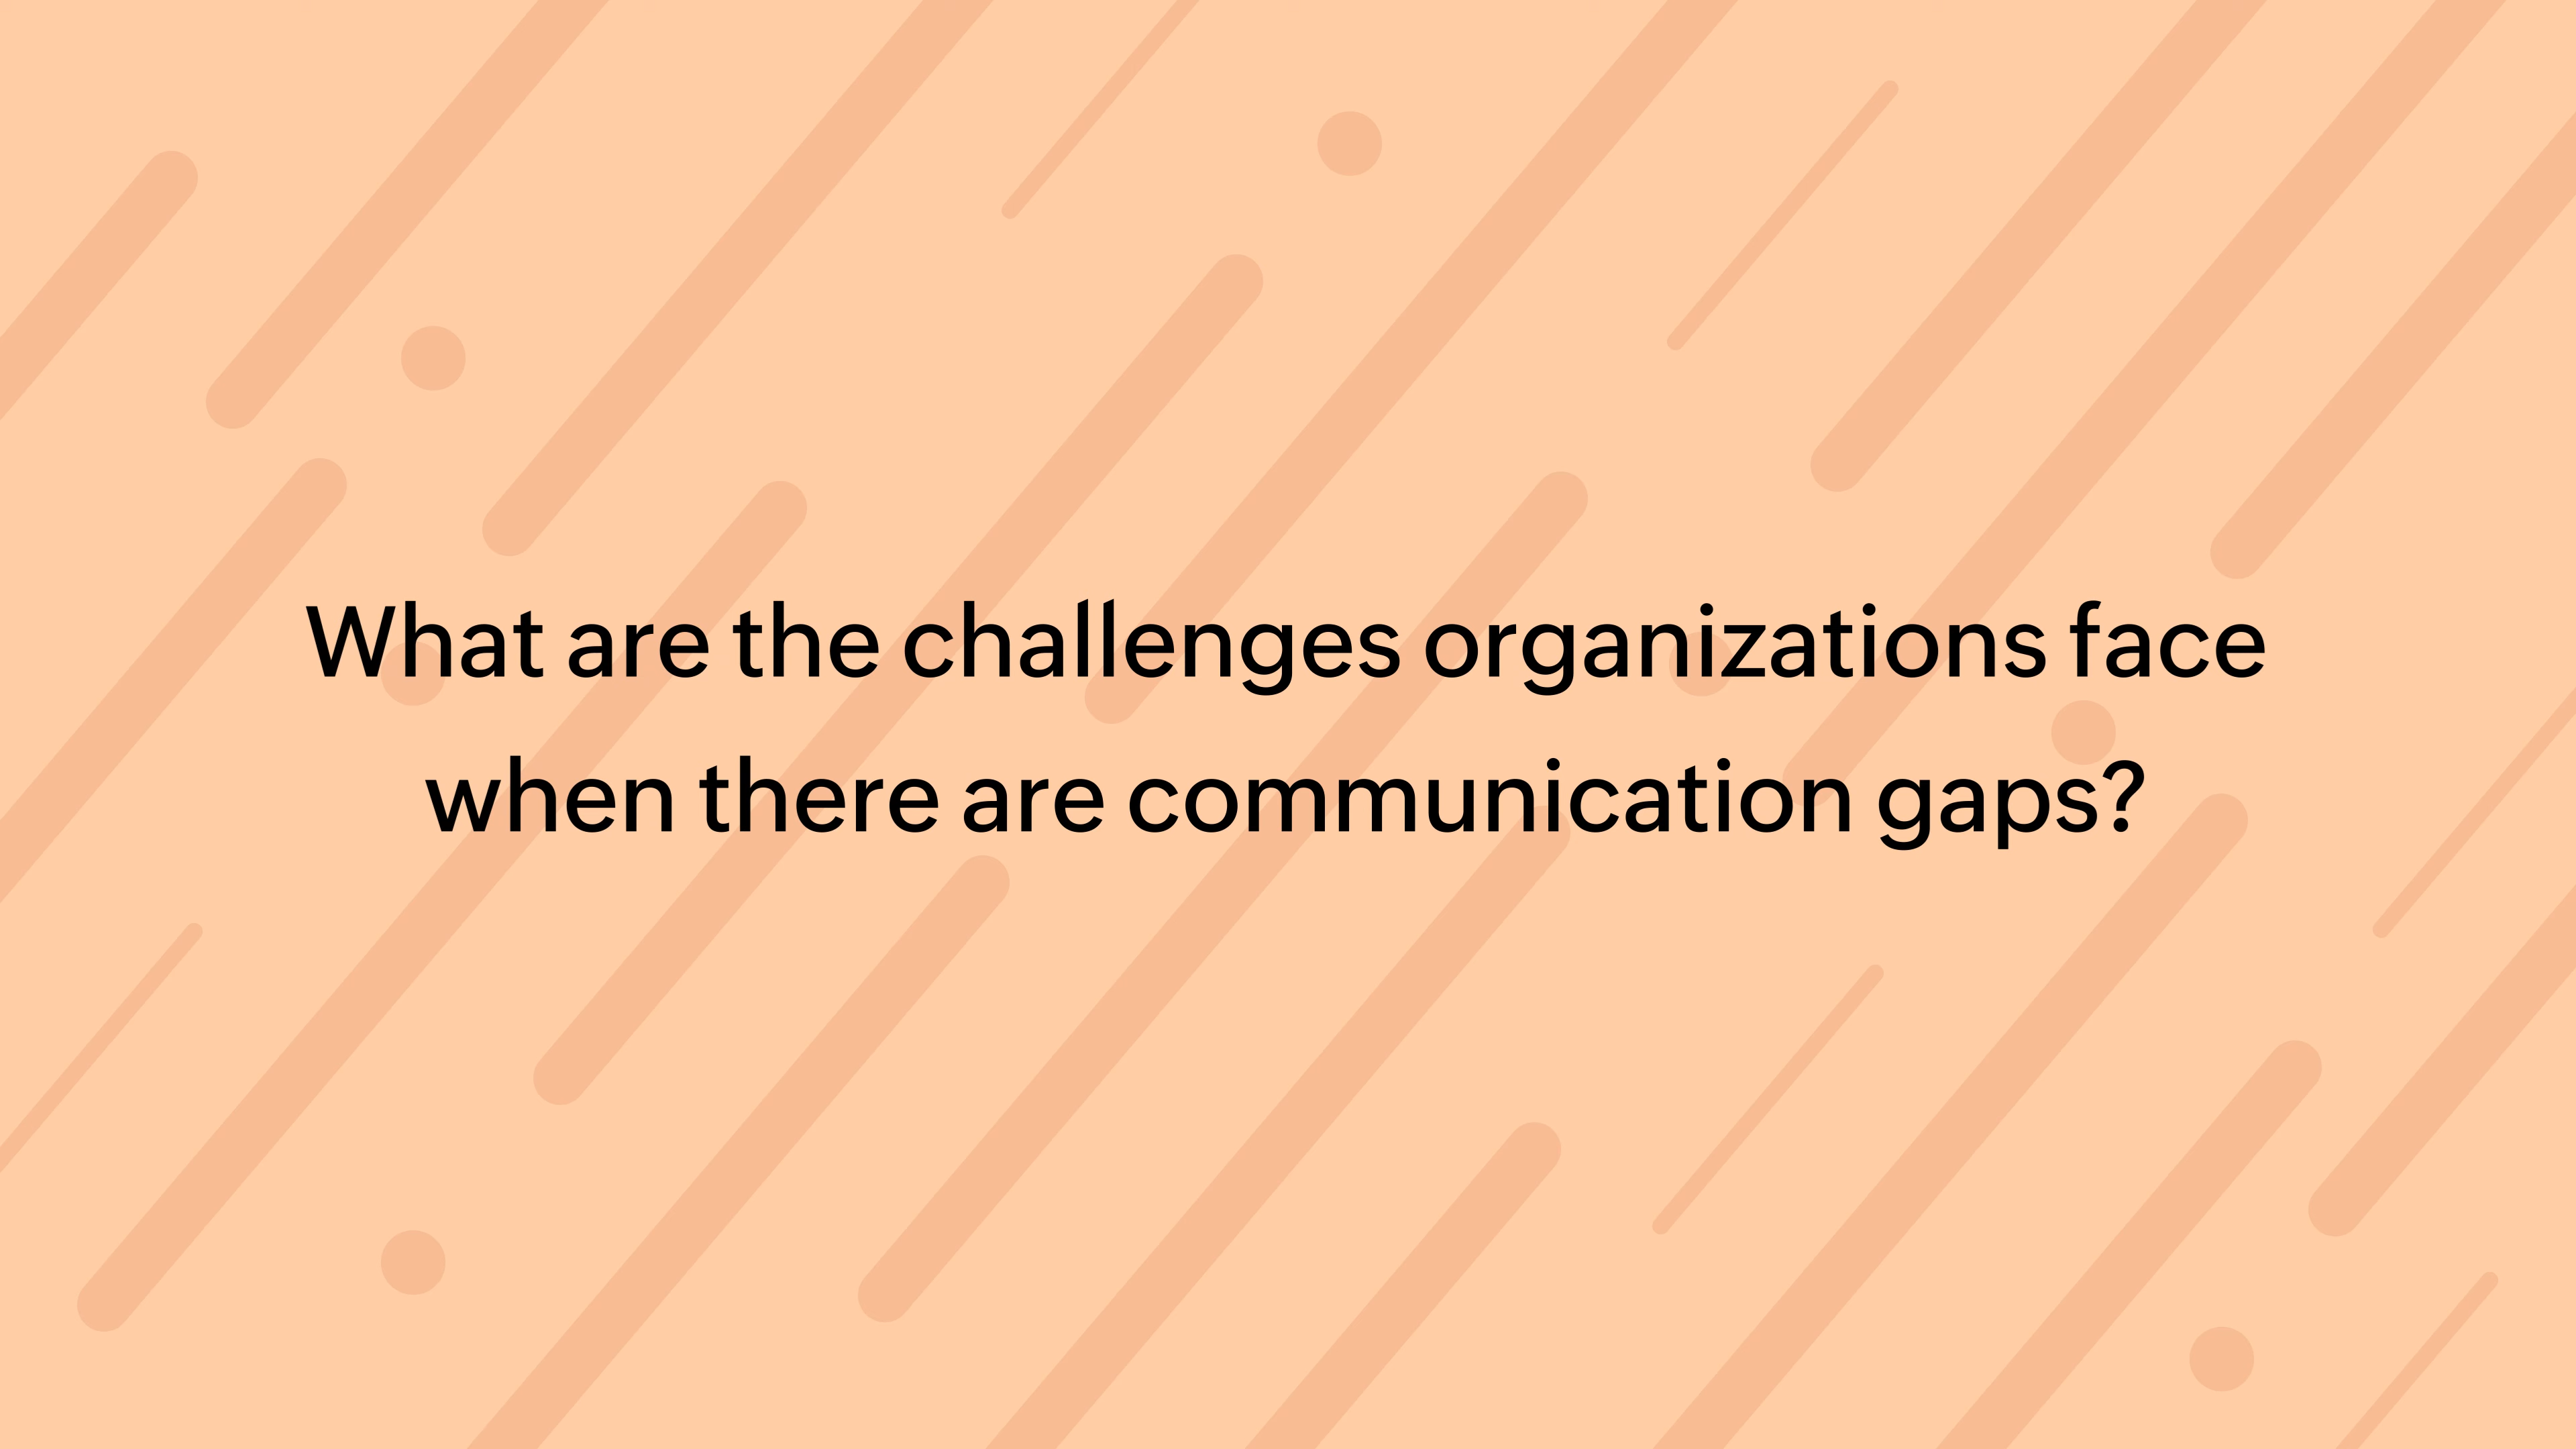 What are the challenges organizations face
when there are communication gaps?